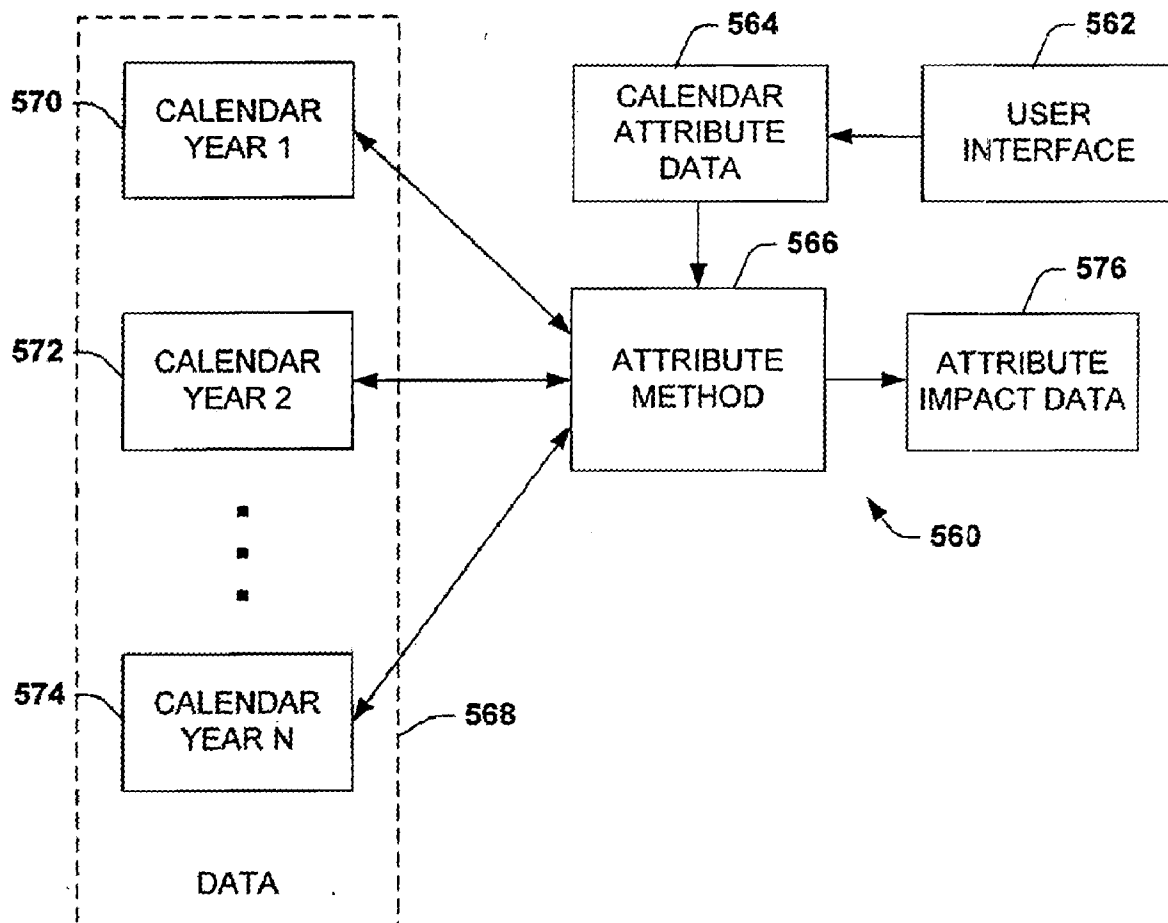 564
562
570
CALENDAR
YEAR 1
CALENDAR
ATTRIBUTE
DATA
USER
INTERFACE
566
576
572
CALENDAR
YEAR 2
ATTRIBUTE
METHOD
ATTRIBUTE
IMPACT DATA
560
574
CALENDAR
YEAR N
568
DATA